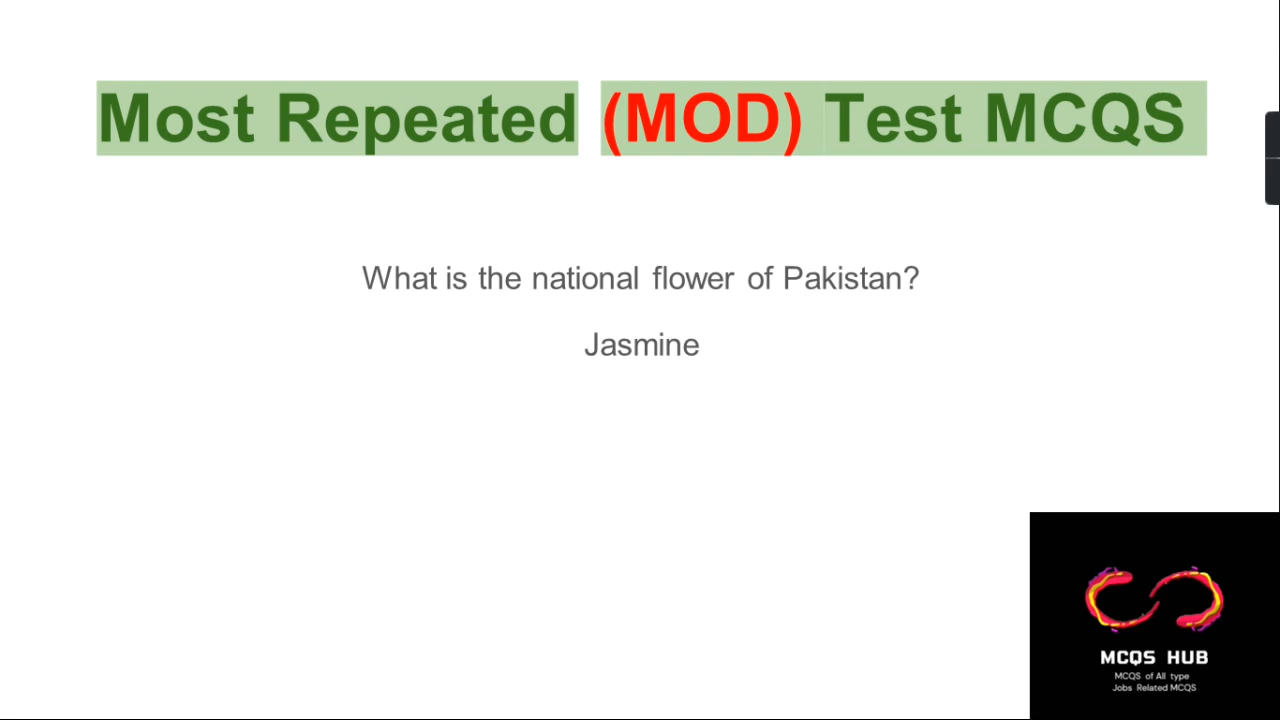 Most Repeated (MOD) Test MCQS
What is the national flower of Pakistan?
Jasmine
MCQS HUB
MCQS of All type
Jobs Related MCQS